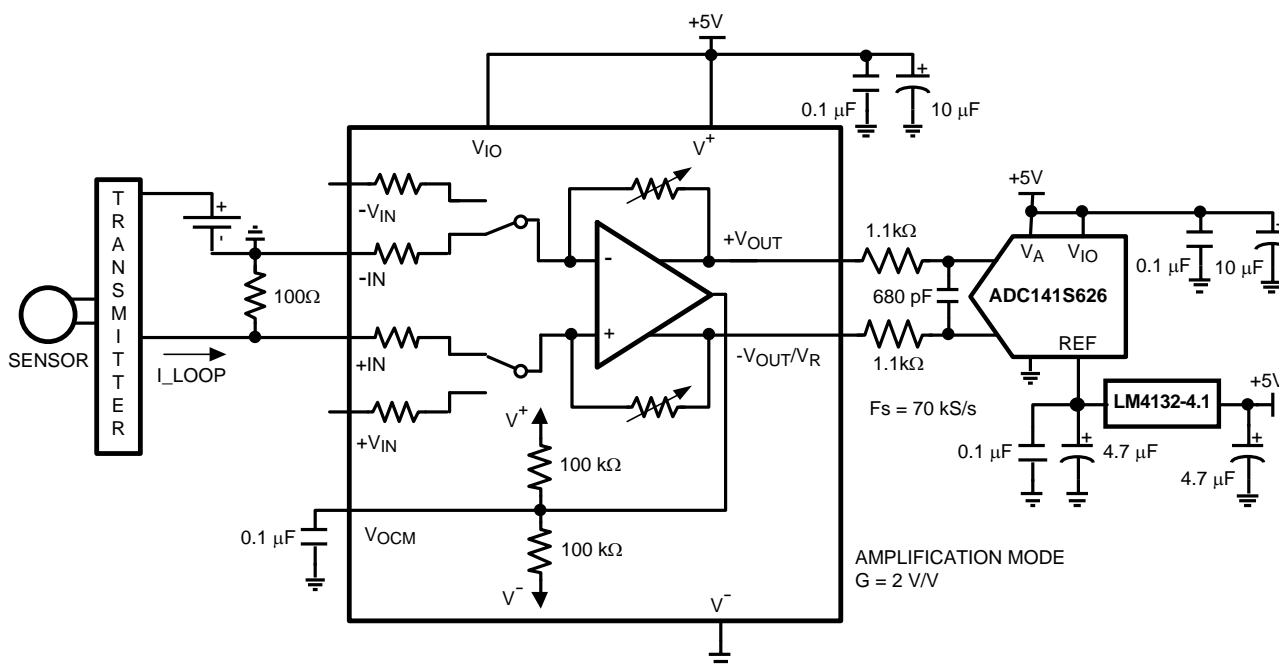 +5V
0.1 μF
10 μF
V_IO
V⁺
TRANSMITTER
+
-
-V_IN
-IN
100Ω
SENSOR
I_LOOP
+IN
+V_IN
-
+
+V_OUT
-V_OUT/V_R
1.1kΩ
680 pF
1.1kΩ
+5V
V_A
V_IO
ADC141S626
REF
0.1 μF
10 μF
+
Fs = 70 kS/s
LM4132-4.1
+5V
0.1 μF
+
4.7 μF
+
4.7 μF
V⁺
100 kΩ
0.1 μF
V_OCM
100 kΩ
V⁻
V⁻
AMPLIFICATION MODE
G = 2 V/V
+